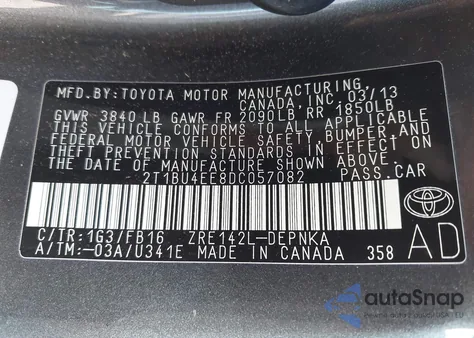 MFD.BY:TOYOTA MOTOR MANUFACTURING
CANADA, INC. 03/13
GVWR 3840 LB GAWR FR 2090LB RR 1850LB
THIS VEHICLE CONFORMS TO ALL APPLICABLE
FEDERAL MOTOR VEHICLE SAFETY, BUMPER, AND
THEFT PREVENTION STANDARDS IN EFFECT ON
THE DATE OF MANUFACTURE SHOWN ABOVE.
2T1BU4EE8DC057082 PASS.CAR
C/TR:1G3/FB16 ZRE142L-DEPNKA
A/TM:-03A/U341E MADE IN CANADA 358
TOYOTA
AD
autoSnap